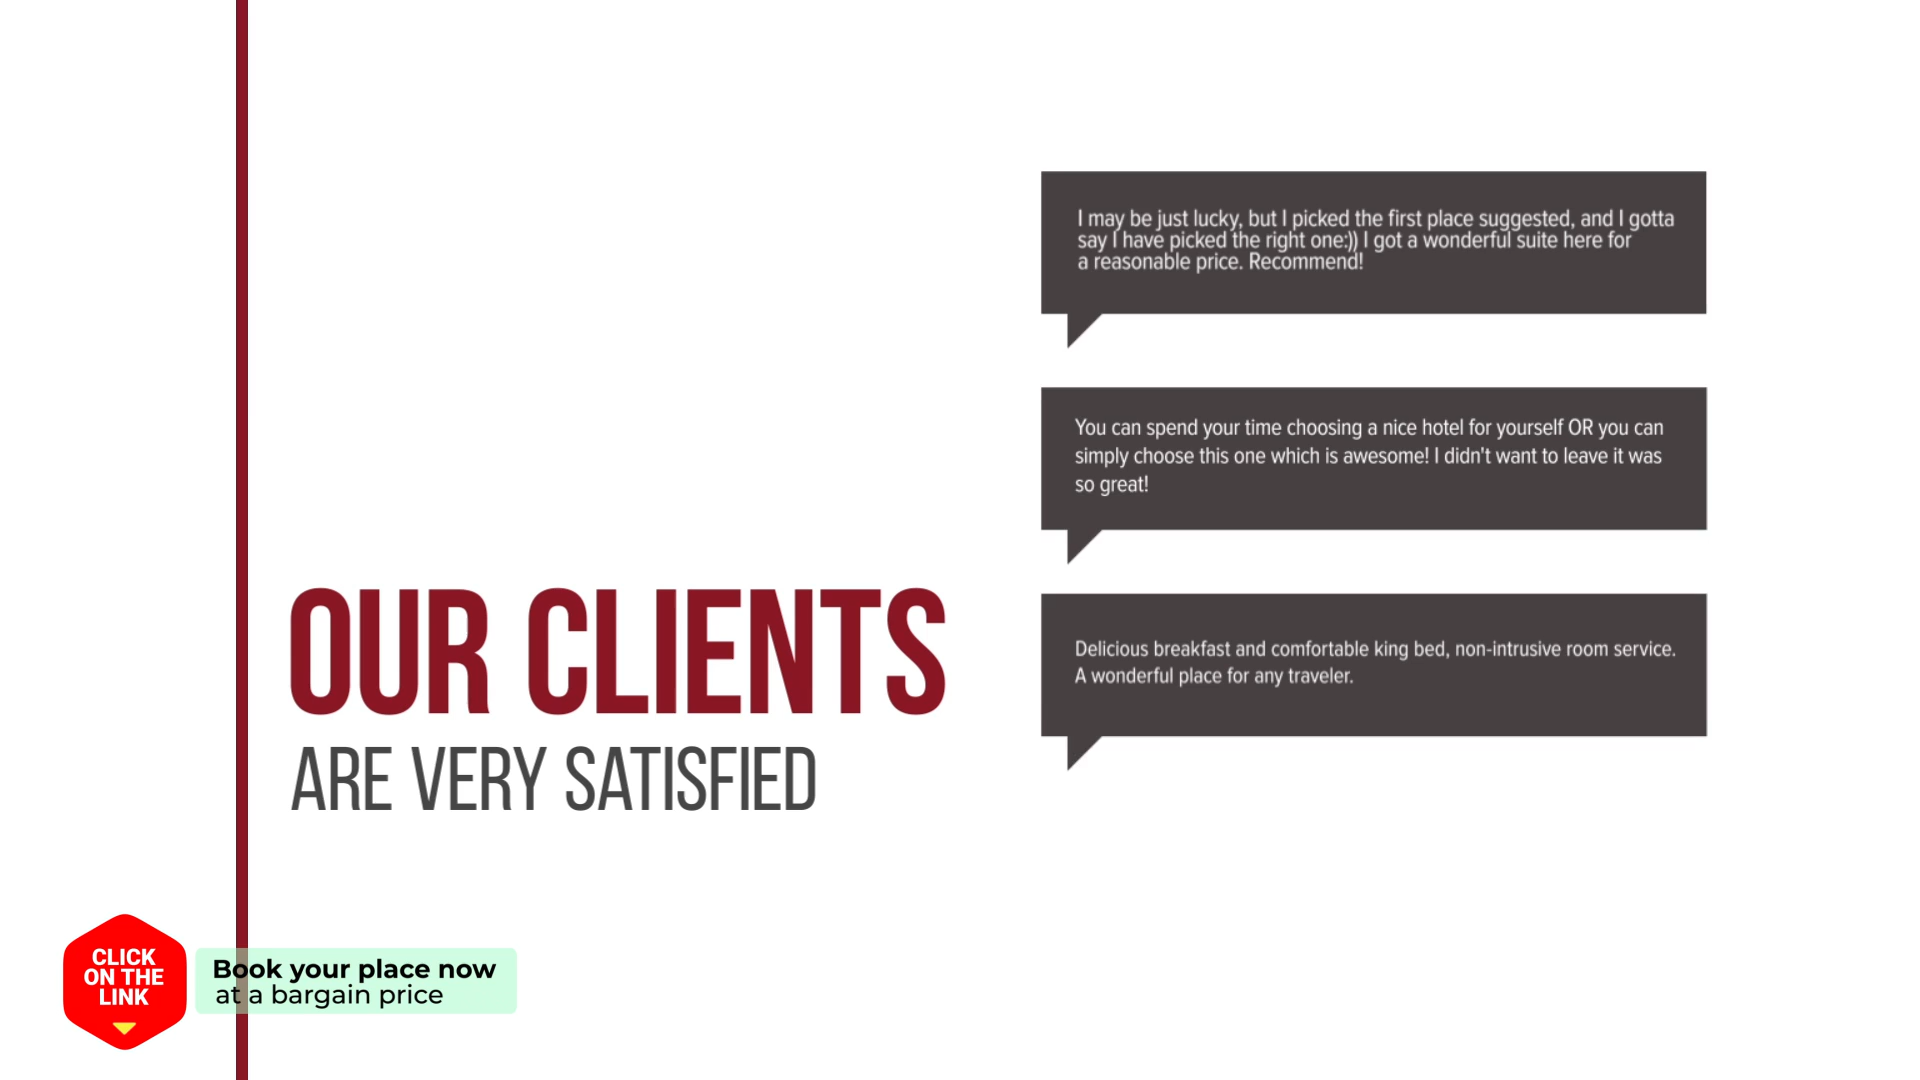 I may be just lucky, but I picked the first place suggested, and I gotta
say I have picked the right one:)) I got a wonderful suite here for
a reasonable price. Recommend!
You can spend your time choosing a nice hotel for yourself OR you can
simply choose this one which is awesome! I didn't want to leave it was
so great!
Delicious breakfast and comfortable king bed, non-intrusive room service.
A wonderful place for any traveler.
OUR CLIENTS
ARE VERY SATISFIED
CLICK
ON THE
LINK
Book your place now
at a bargain price